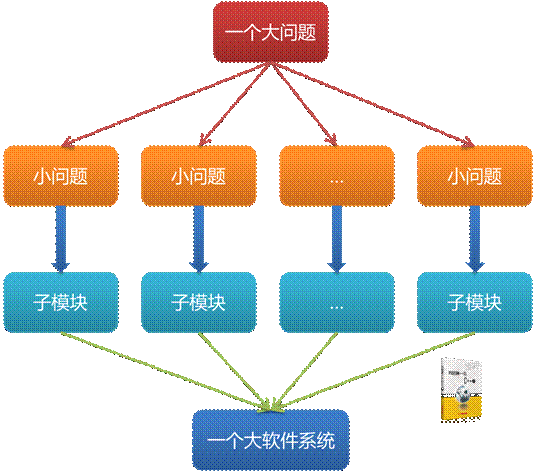 一个大问题
小问题
小问题
...
小问题
子模块
子模块
...
子模块
一个大软件系统